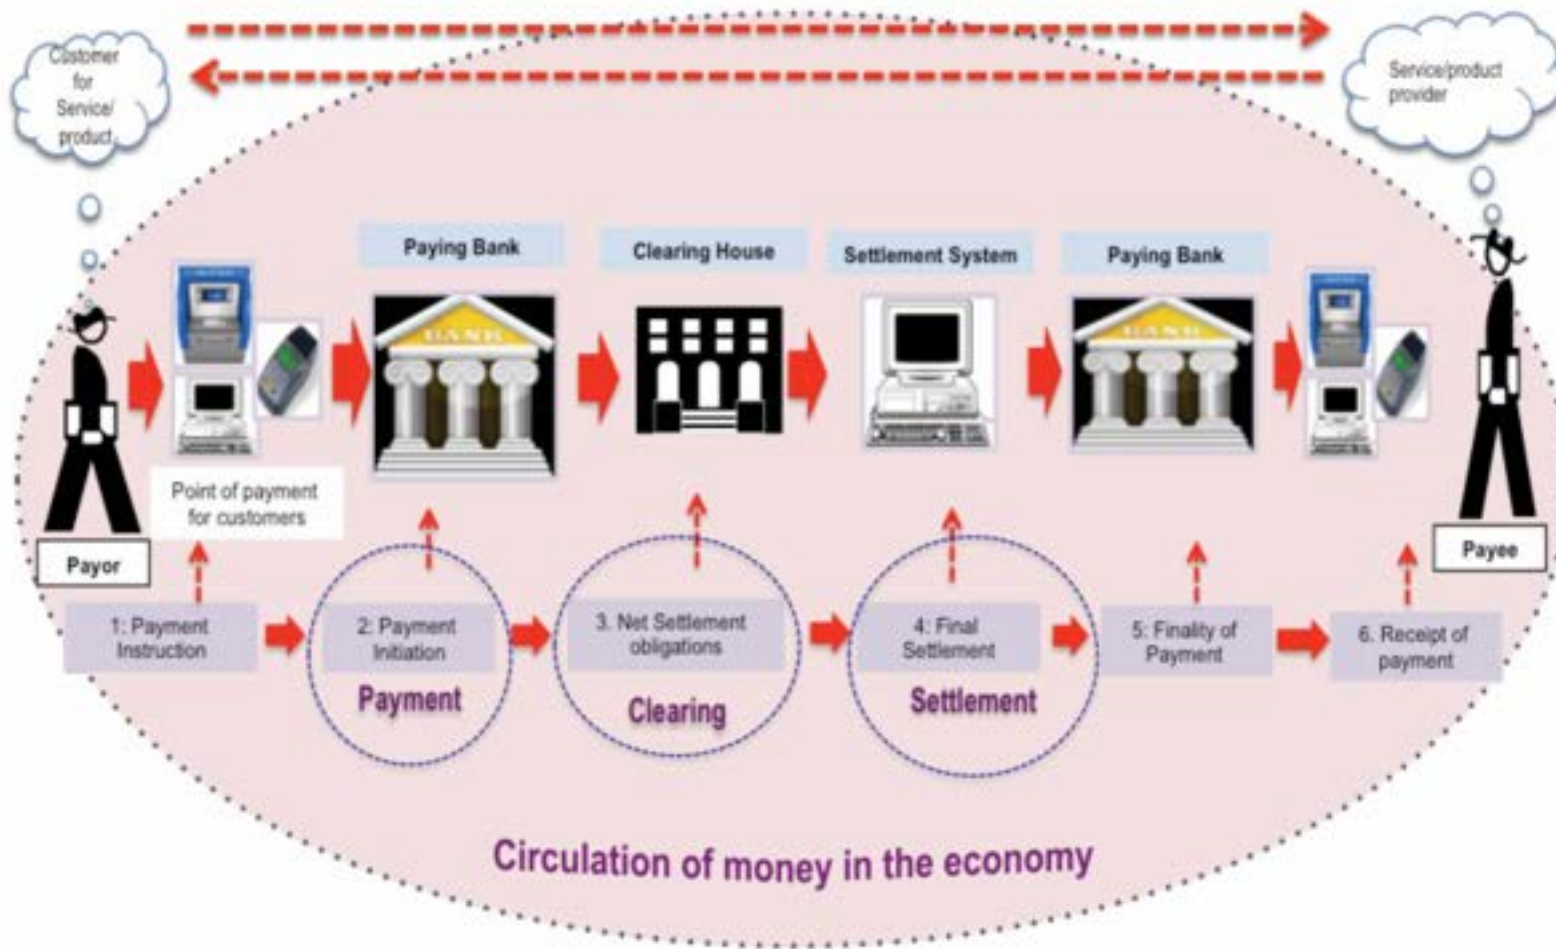 Customer
for
Service/
product
Service/product
provider
Paying Bank
Clearing House
Settlement System
Paying Bank
BANK
BANK
Point of payment
for customers
Payor
Payee
1: Payment
Instruction
2: Payment
Initiation
3. Net Settlement
obligations
4: Final
Settlement
5: Finality of
Payment
6. Receipt of
payment
Payment
Clearing
Settlement
Circulation of money in the economy